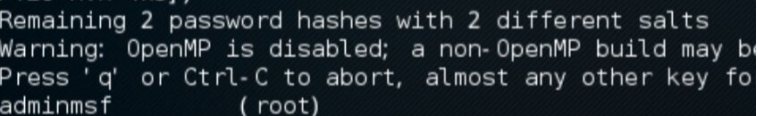 Remaining 2 password hashes with 2 different salts
Warning: OpenMP is disabled; a non-OpenMP build may be
Press 'q' or Ctrl-C to abort, almost any other key fo
adminmsf (root)